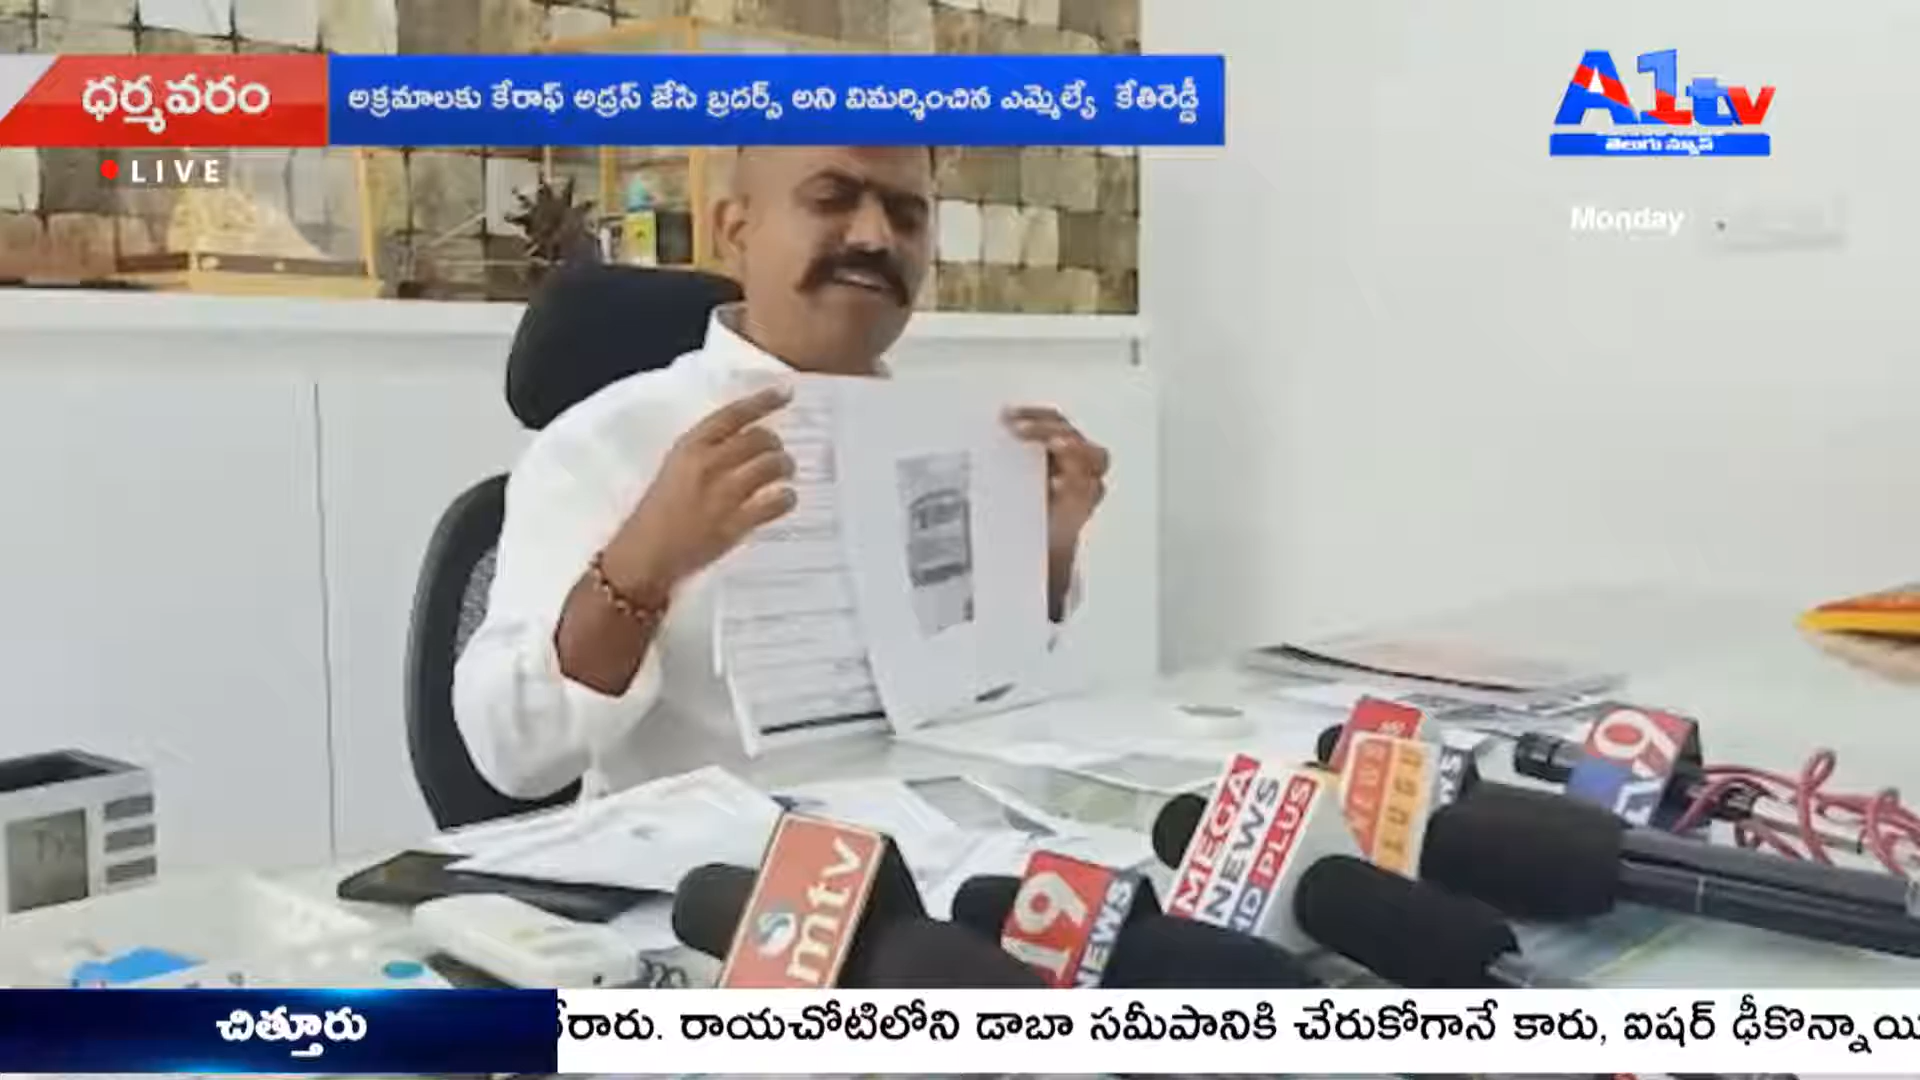 ధర్మవరం
అక్రమాలకు కేరాఫ్ అడ్రస్ జేసి బ్రదర్స్ అని విమర్శించిన ఎమ్మెల్యే కేతిరెడ్డి
A1tv
తెలుగు న్యూస్
LIVE
Monday
mtv
19
NEWS
MEGA
NEWS
HD PLUS
NEWS
9
చిత్తూరు
రాయచోటిలోని డాబా సమీపానికి చేరుకోగానే కారు, ఐషర్ ఢీకొన్నాయి